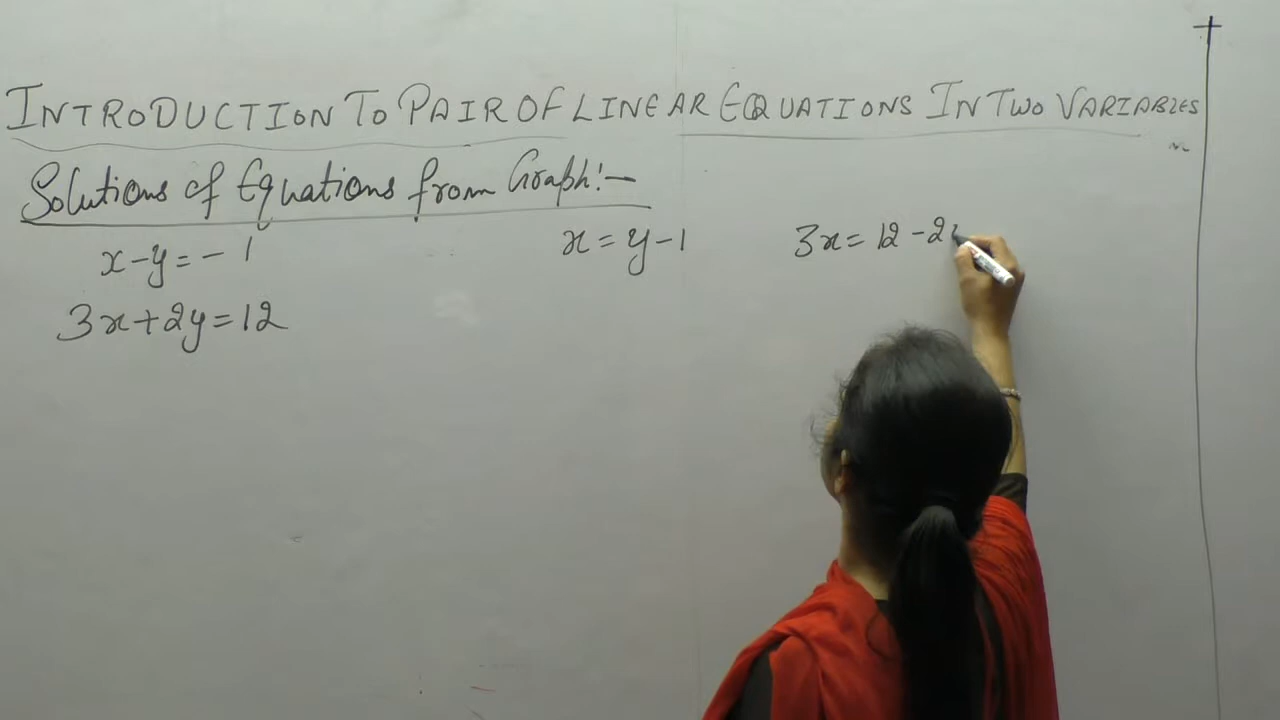 INTRODUCTION TO PAIR OF LINEAR EQUATIONS IN TWO VARIABLES
Solutions of Equations from Graph:-
x-y=-1
3x+2y=12
x=y-1
3x=12-2